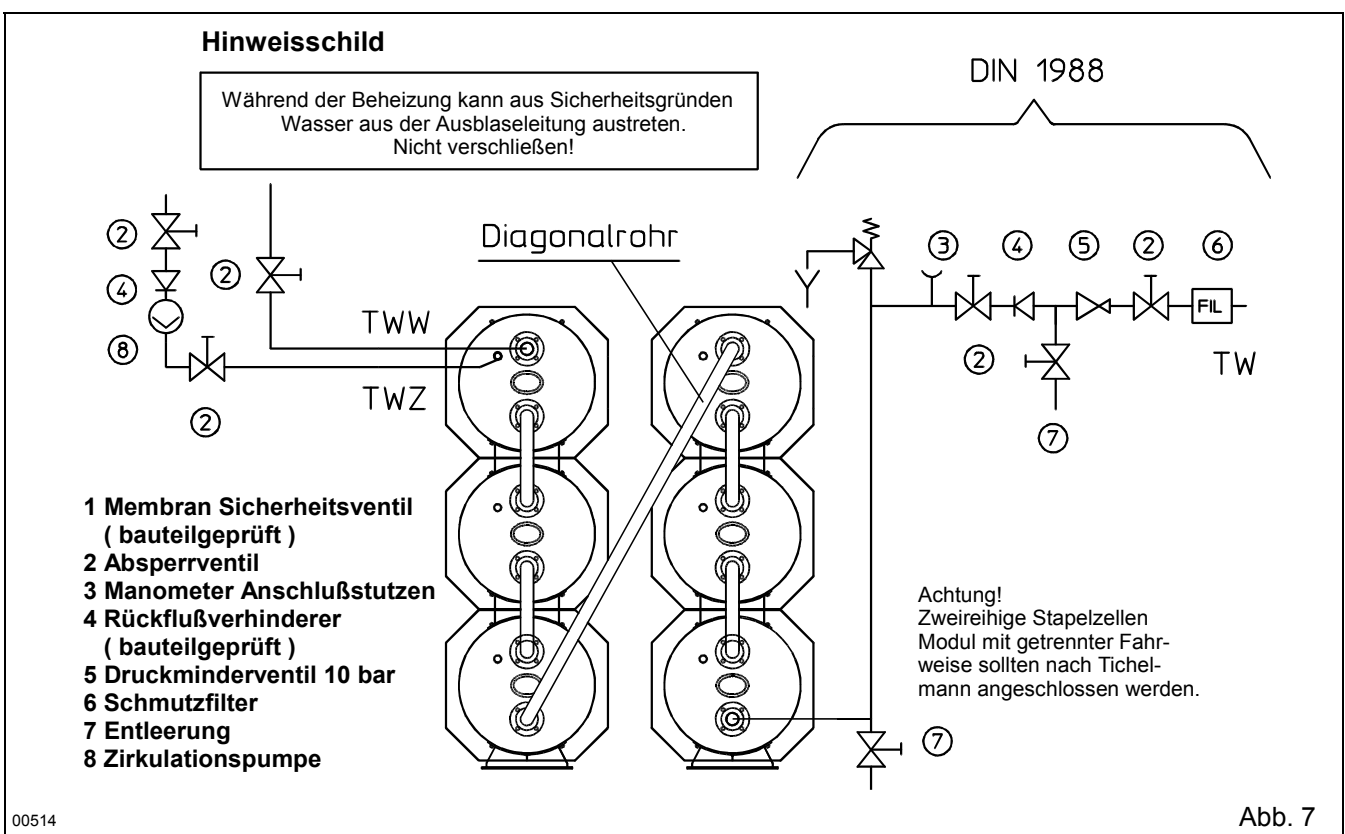 Hinweisschild
Während der Beheizung kann aus Sicherheitsgründen
Wasser aus der Ausblaseleitung austreten.
Nicht verschließen!
DIN 1988
2
4
8
2
2
TWW
TWZ
Diagonalrohr
3
4
5
2
6
FIL
TW
2
7
7
1 Membran Sicherheitsventil
( bauteilgeprüft )
2 Absperrventil
3 Manometer Anschlußstutzen
4 Rückflußverhinderer
( bauteilgeprüft )
5 Druckminderventil 10 bar
6 Schmutzfilter
7 Entleerung
8 Zirkulationspumpe
Achtung!
Zweireihige Stapelzellen
Modul mit getrennter Fahr-
weise sollten nach Tichel-
mann angeschlossen werden.
00514
Abb. 7